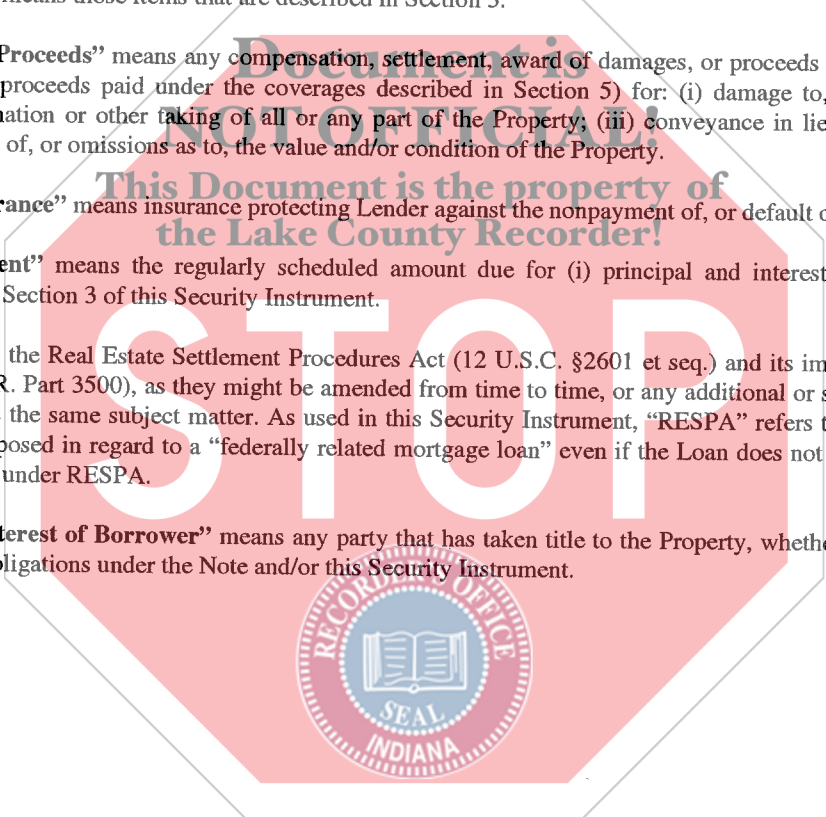 means those items that are described in Section 3.
Proceeds” means any compensation, settlement, award of damages, or proceeds
proceeds paid under the coverages described in Section 5) for: (i) damage to,
nation or other taking of all or any part of the Property; (iii) conveyance in lie
of, or omissions as to, the value and/or condition of the Property.
rance” means insurance protecting Lender against the nonpayment of, or default o
ent” means the regularly scheduled amount due for (i) principal and interest
Section 3 of this Security Instrument.
the Real Estate Settlement Procedures Act (12 U.S.C. §2601 et seq.) and its im
R. Part 3500), as they might be amended from time to time, or any additional or s
the same subject matter. As used in this Security Instrument, “RESPA” refers t
posed in regard to a “federally related mortgage loan” even if the Loan does not
under RESPA.
terest of Borrower” means any party that has taken title to the Property, whethe
bligations under the Note and/or this Security Instrument.
Document is
NOT OFFICIAL!
This Document is the property of
the Lake County Recorder!
STOP
RECORDER'S OFFICE
SEAL
INDIANA